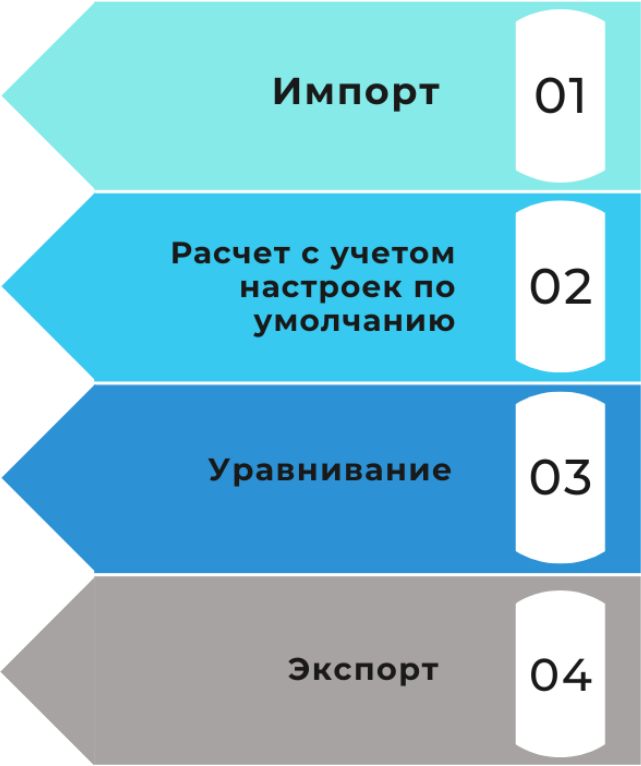 Импорт
01
Расчет с учетом
настроек по
умолчанию
02
Уравнивание
03
Экспорт
04